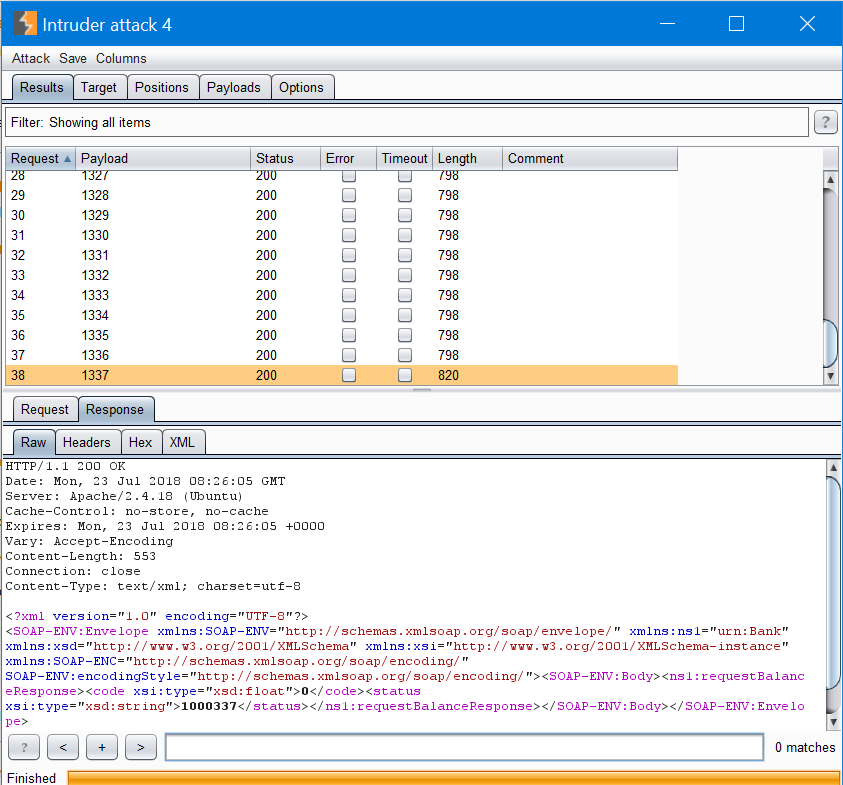 Intruder attack 4
Attack Save Columns
Results Target Positions Payloads Options
Filter: Showing all items ?
Request Payload Status Error Timeout Length Comment
28 1327 200 798
29 1328 200 798
30 1329 200 798
31 1330 200 798
32 1331 200 798
33 1332 200 798
34 1333 200 798
35 1334 200 798
36 1335 200 798
37 1336 200 798
38 1337 200 820
Request Response
Raw Headers Hex XML
HTTP/1.1 200 OK
Date: Mon, 23 Jul 2018 08:26:05 GMT
Server: Apache/2.4.18 (Ubuntu)
Cache-Control: no-store, no-cache
Expires: Mon, 23 Jul 2018 08:26:05 +0000
Vary: Accept-Encoding
Content-Length: 553
Connection: close
Content-Type: text/xml; charset=utf-8
<?xml version="1.0" encoding="UTF-8"?>
<SOAP-ENV:Envelope xmlns:SOAP-ENV="http://schemas.xmlsoap.org/soap/envelope/" xmlns:ns1="urn:Bank"
xmlns:xsd="http://www.w3.org/2001/XMLSchema" xmlns:xsi="http://www.w3.org/2001/XMLSchema-instance"
xmlns:SOAP-ENC="http://schemas.xmlsoap.org/soap/encoding/"
SOAP-ENV:encodingStyle="http://schemas.xmlsoap.org/soap/encoding/"><SOAP-ENV:Body><ns1:requestBalanc
eResponse><code xsi:type="xsd:float">0</code><status
xsi:type="xsd:string">1000337</status></ns1:requestBalanceResponse></SOAP-ENV:Body></SOAP-ENV:Envelo
pe>
? < + > 0 matches
Finished